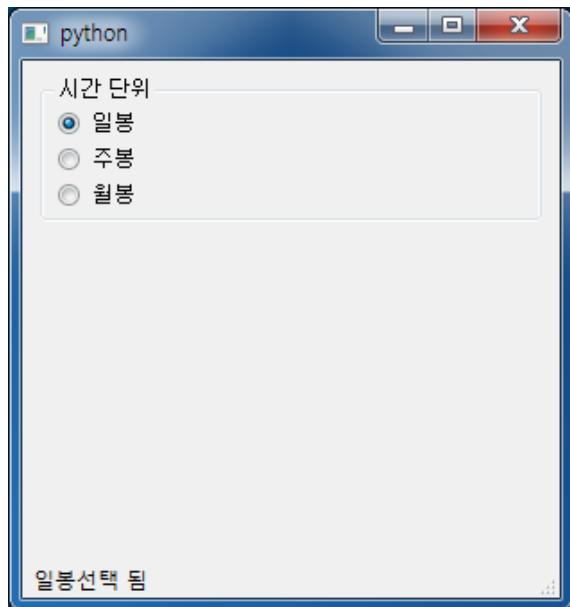 python
시간 단위
일봉
주봉
월봉
일봉선택 됨